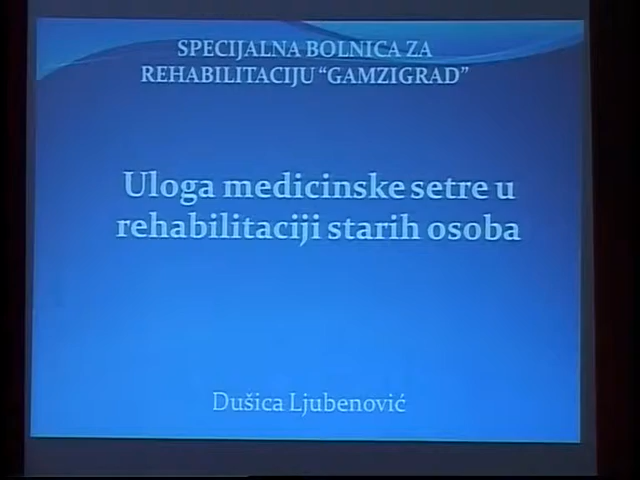 SPECIJALNA BOLNICA ZA
REHABILITACIJU “GAMZIGRAD”
Uloga medicinske setre u
rehabilitaciji starih osoba
Dušica Ljubenović